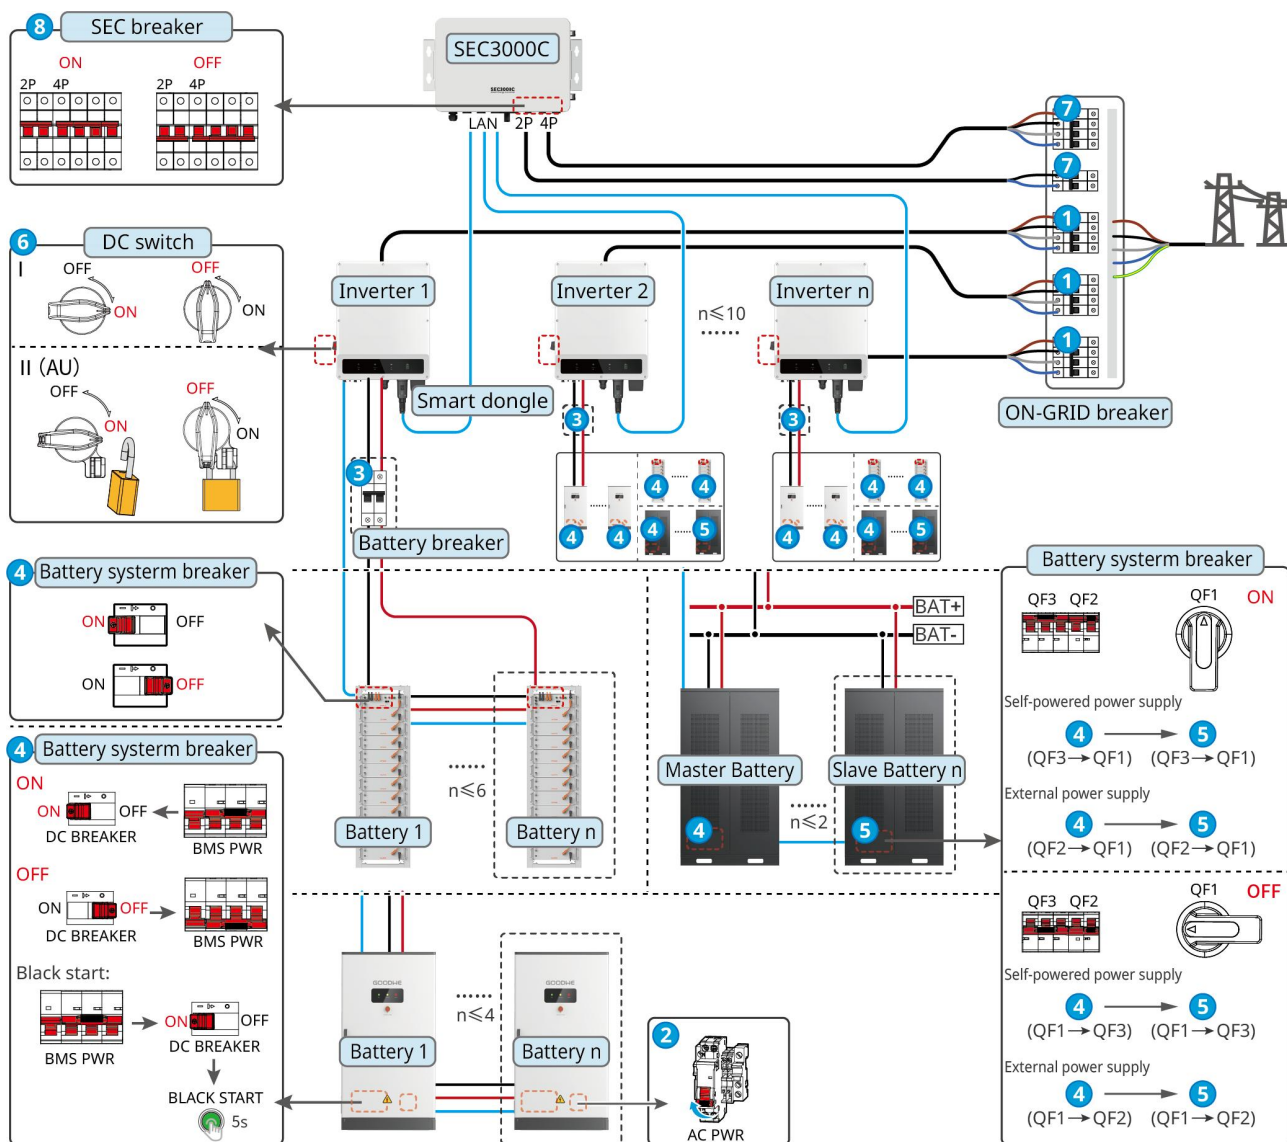 8 SEC breaker
ON OFF
2P 4P 2P 4P
SEC3000C
SEC3000C
LAN 2P 4P
7
7
1
1
1
ON-GRID breaker
6 DC switch
I
OFF
ON
OFF
ON
II (AU)
OFF
ON
OFF
ON
Inverter 1
Inverter 2
n≤10
Inverter n
Smart dongle
3
Battery breaker
3
4 4 4 4
4 5
3
4 4 4 4
4 5
4 Battery systerm breaker
ON OFF
ON OFF
4 Battery systerm breaker
ON
ON OFF
DC BREAKER BMS PWR
OFF
ON OFF
DC BREAKER BMS PWR
Black start:
ON OFF
BMS PWR DC BREAKER
BLACK START
5s
n≤6
Battery 1
Battery n
BAT+
BAT-
Master Battery
Slave Battery n
n≤2
4 5
GOODWE
GOODWE
n≤4
Battery 1
Battery n
2
AC PWR
Battery systerm breaker
QF3 QF2 QF1 ON
Self-powered power supply
4 5
(QF3→QF1) (QF3→QF1)
External power supply
4 5
(QF2→QF1) (QF2→QF1)
QF3 QF2 QF1 OFF
Self-powered power supply
4 5
(QF1→QF3) (QF1→QF3)
External power supply
4 5
(QF1→QF2) (QF1→QF2)